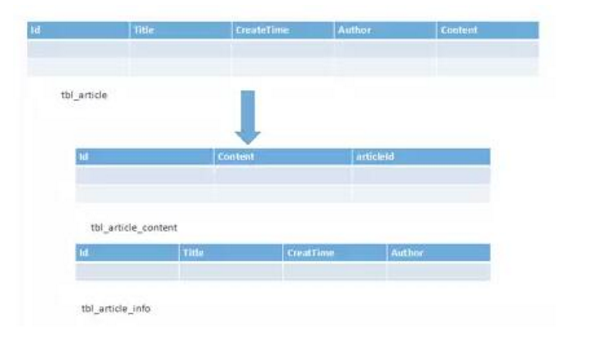 Id Title CreateTime Author Content
tbl_article
Id Content articleId
tbl_article_content
Id Title CreatTime Author
tbl_article_info